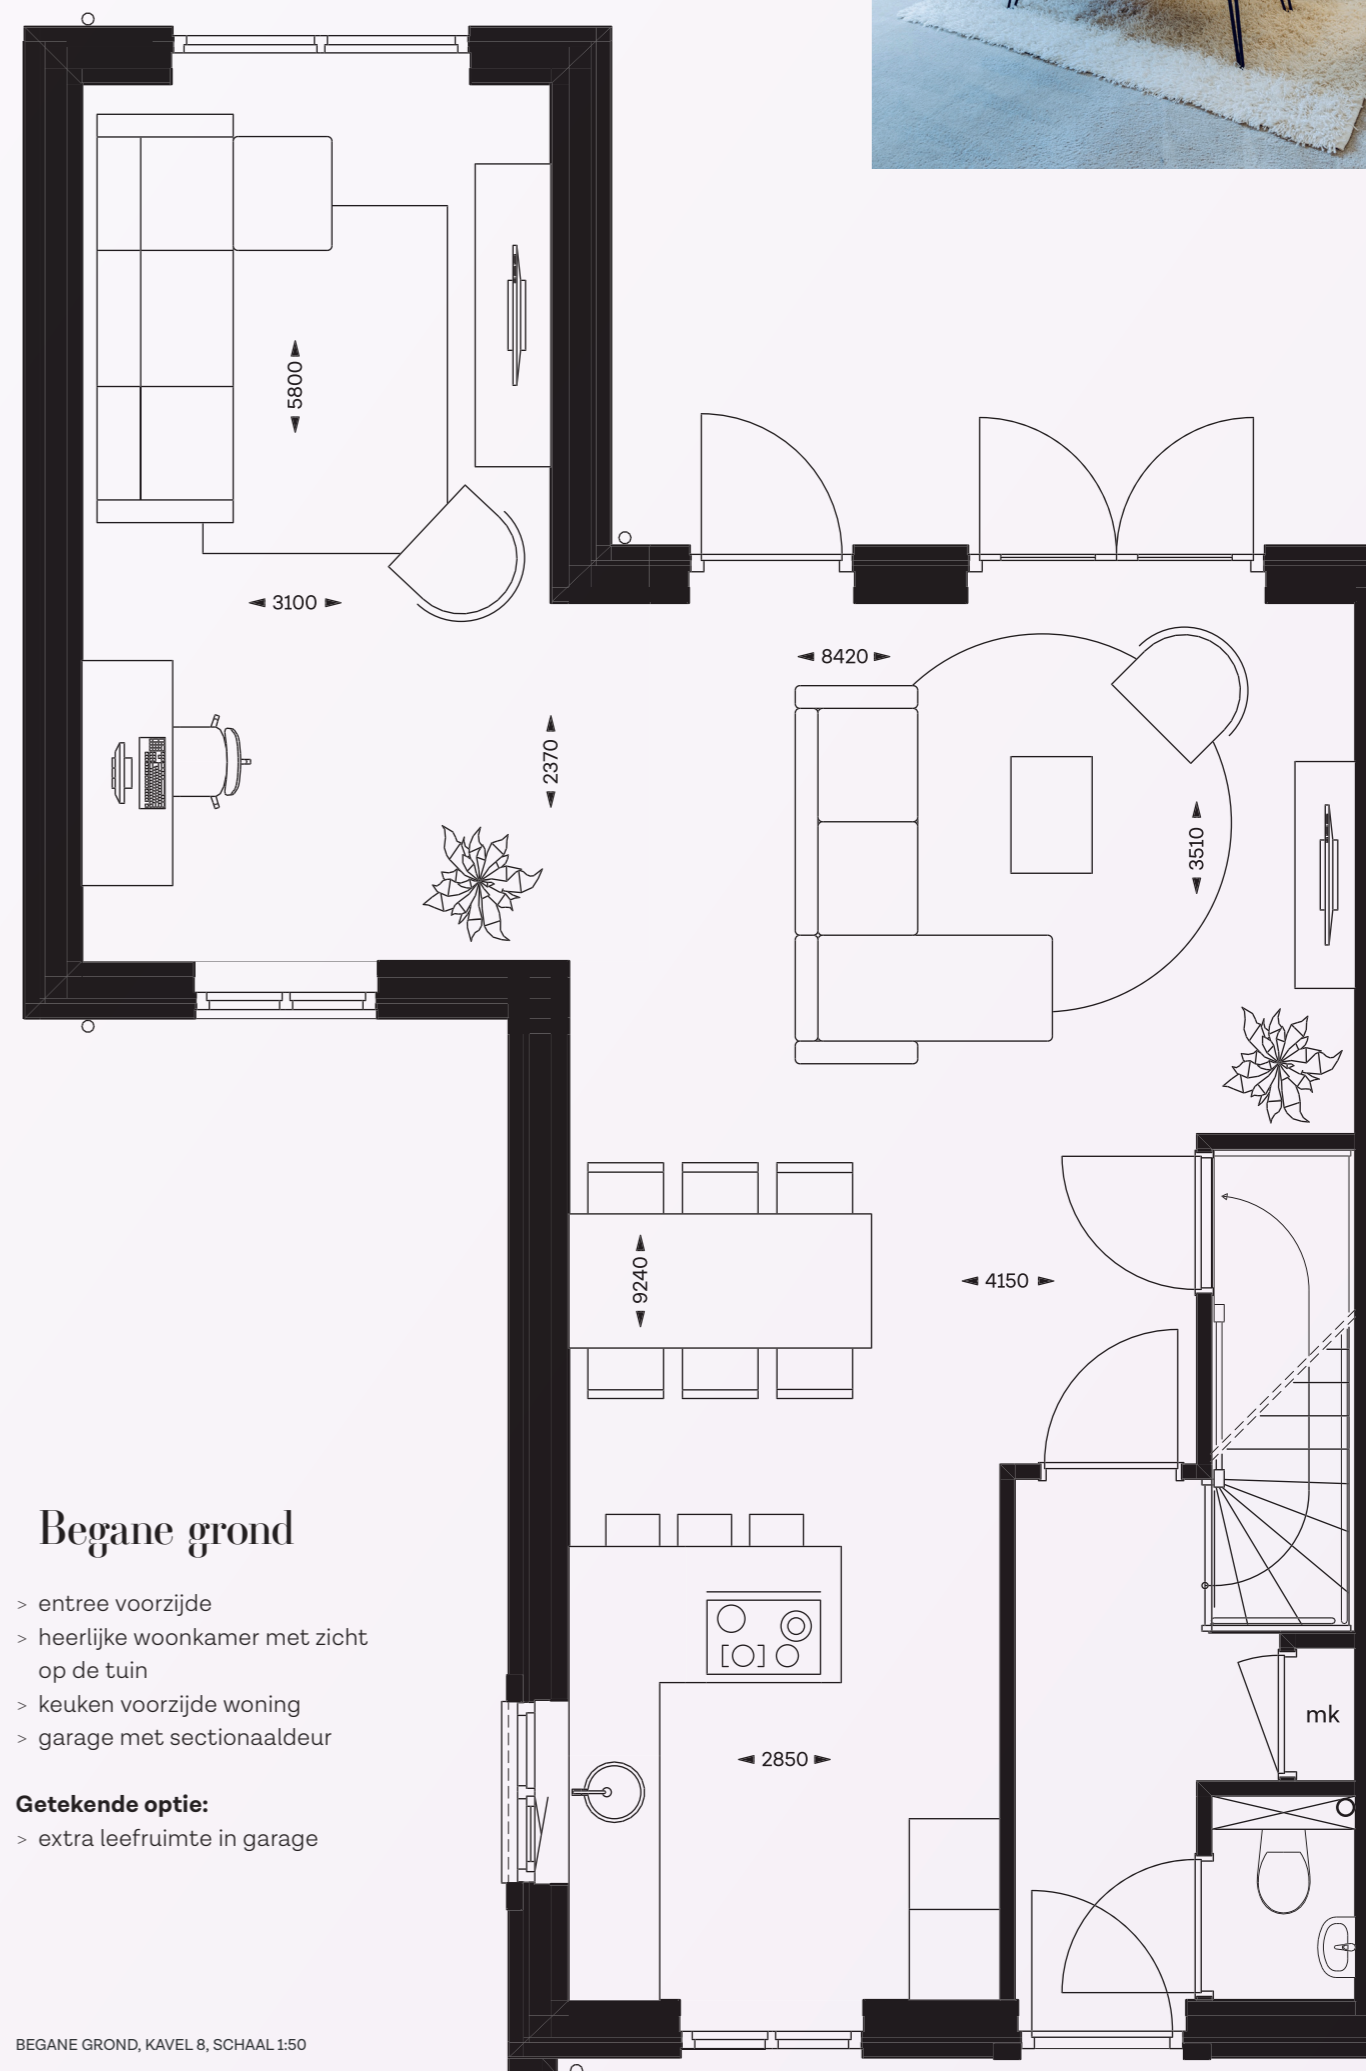 5800
3100
8420
2370
3510
9240
4150
Begane grond
> entree voorzijde
> heerlijke woonkamer met zicht
op de tuin
> keuken voorzijde woning
> garage met sectionaaldeur
mk
2850
Getekende optie:
> extra leefruimte in garage
BEGANE GROND, KAVEL 8, SCHAAL 1:50